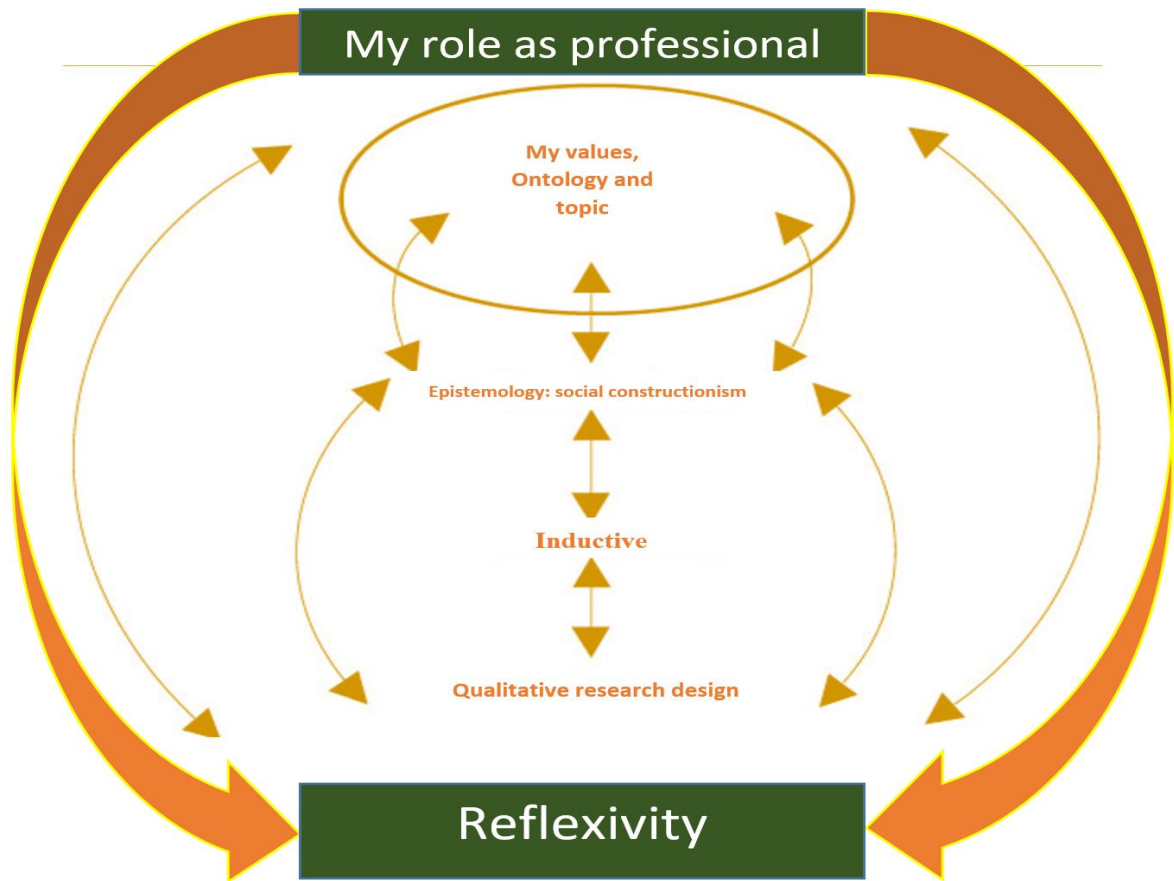 My role as professional
My values,
Ontology and
topic
Epistemology: social constructionism
Inductive
Qualitative research design
Reflexivity